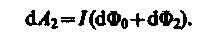 dA₂ = I(dΦ₀ + dΦ₂).